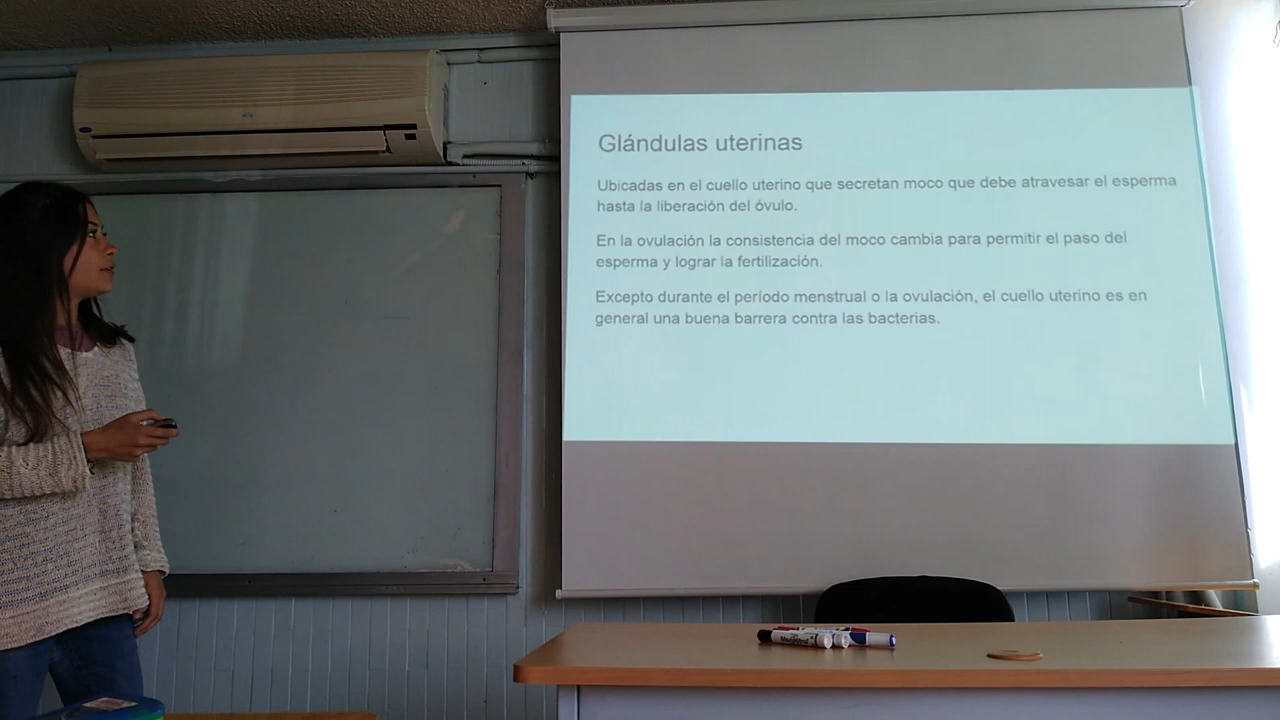 Glándulas uterinas
Ubicadas en el cuello uterino que secretan moco que debe atravesar el esperma
hasta la liberación del óvulo.
En la ovulación la consistencia del moco cambia para permitir el paso del
esperma y lograr la fertilización.
Excepto durante el período menstrual o la ovulación, el cuello uterino es en
general una buena barrera contra las bacterias.